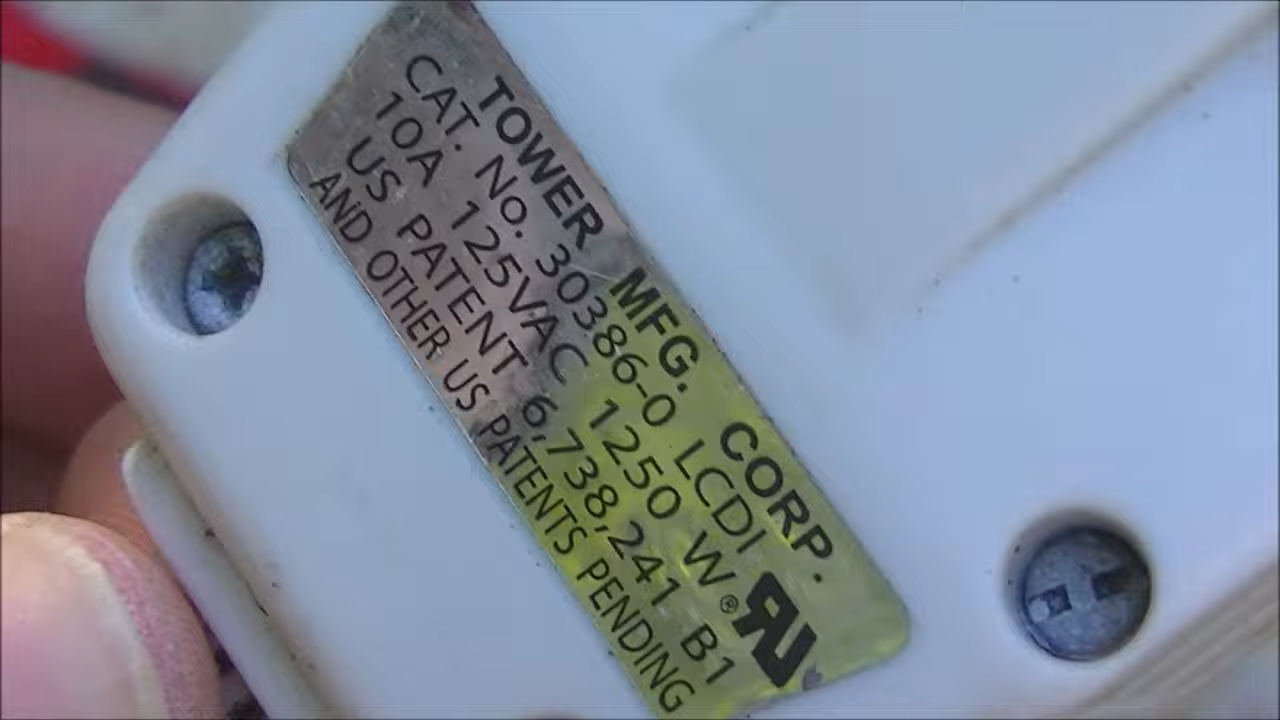 TOWER MFG. CORP.
CAT. No. 30386-0 LCDI
10A 125VAC 1250 W
US PATENT 6,738,241 B1
AND OTHER US PATENTS PENDING